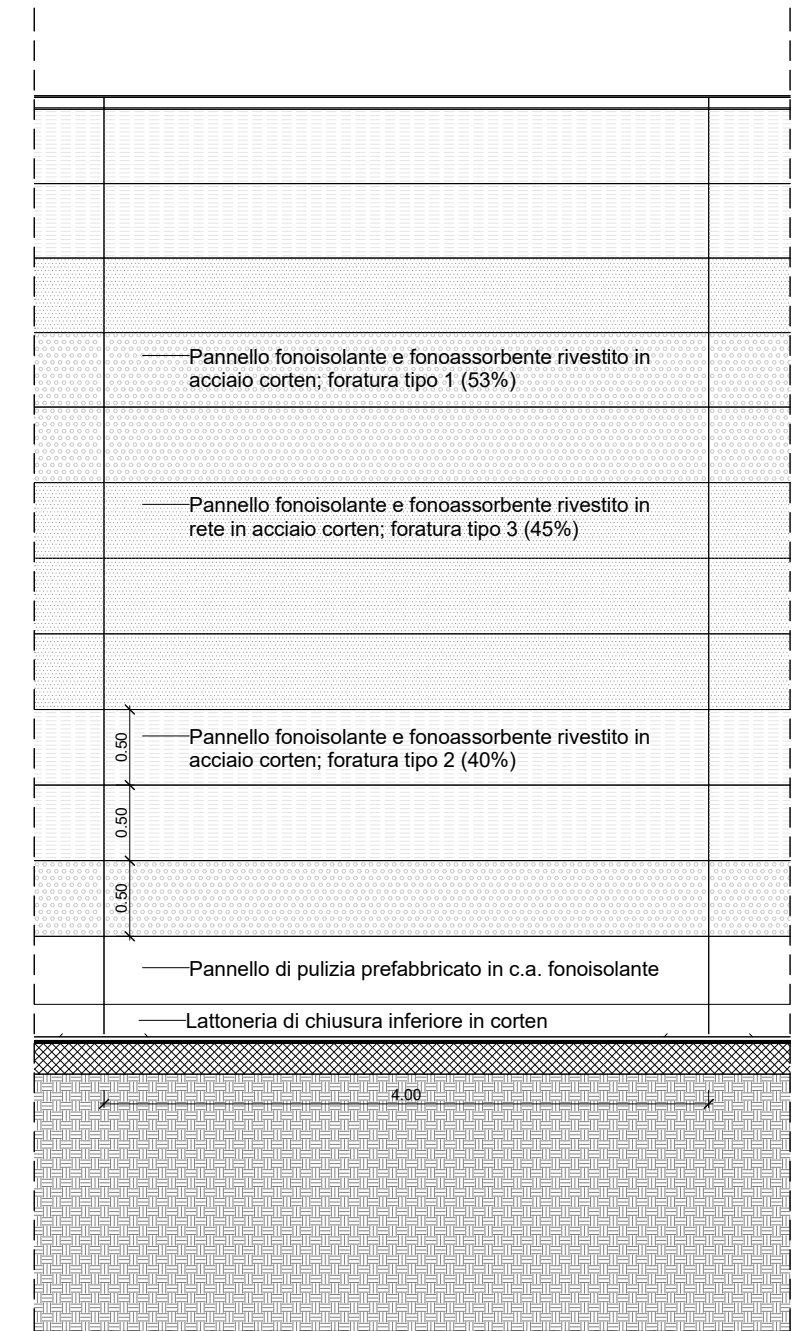 Pannello fonoisolante e fonoassorbente rivestito in
acciaio corten; foratura tipo 1 (53%)
Pannello fonoisolante e fonoassorbente rivestito in
rete in acciaio corten; foratura tipo 3 (45%)
0.50
Pannello fonoisolante e fonoassorbente rivestito in
acciaio corten; foratura tipo 2 (40%)
0.50
0.50
Pannello di pulizia prefabbricato in c.a. fonoisolante
Lattoneria di chiusura inferiore in corten
4.00